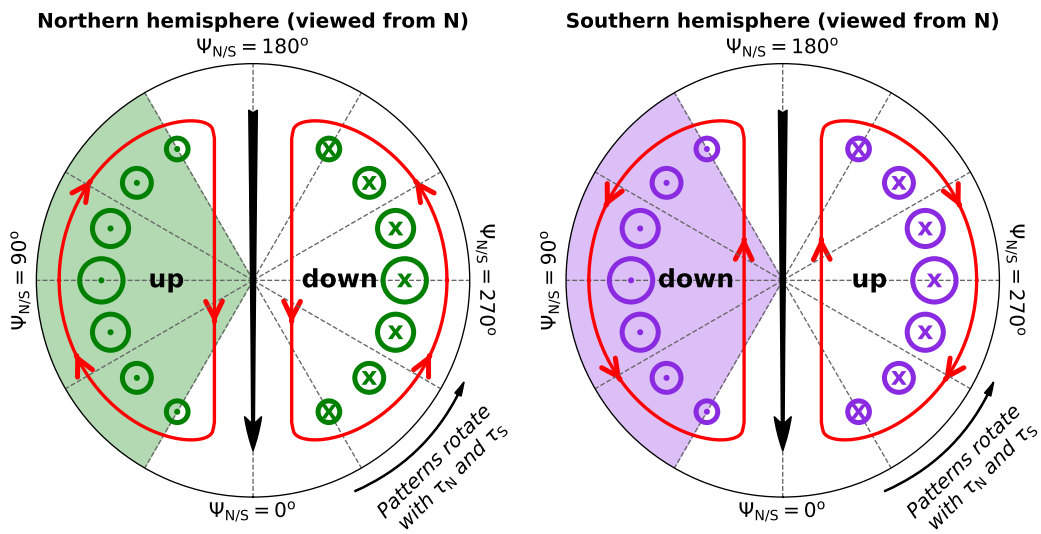 Northern hemisphere (viewed from N)
Ψ_N/S = 180°
Ψ_N/S = 90°
up
down
Ψ_N/S = 270°
Ψ_N/S = 0°
Patterns rotate
with τ_N and τ_S
Southern hemisphere (viewed from N)
Ψ_N/S = 180°
Ψ_N/S = 90°
down
up
Ψ_N/S = 270°
Ψ_N/S = 0°
Patterns rotate
with τ_N and τ_S